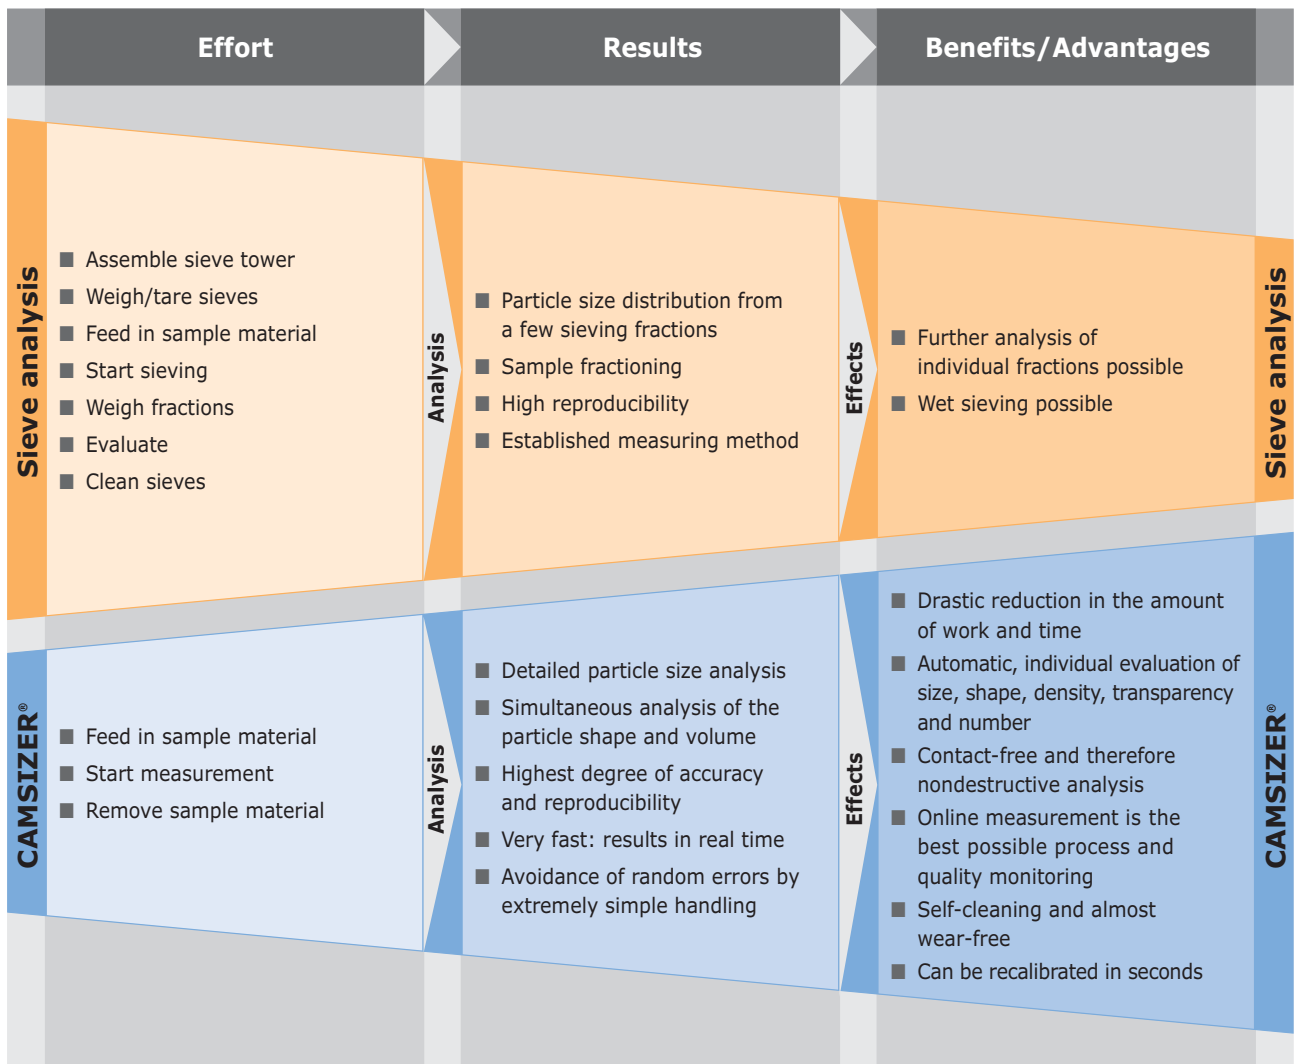 Effort
Results
Benefits/Advantages
Sieve analysis
■ Assemble sieve tower
■ Weigh/tare sieves
■ Feed in sample material
■ Start sieving
■ Weigh fractions
■ Evaluate
■ Clean sieves
Analysis
■ Particle size distribution from
a few sieving fractions
■ Sample fractioning
■ High reproducibility
■ Established measuring method
Effects
■ Further analysis of
individual fractions possible
■ Wet sieving possible
Sieve analysis
CAMSIZER®
■ Feed in sample material
■ Start measurement
■ Remove sample material
Analysis
■ Detailed particle size analysis
■ Simultaneous analysis of the
particle shape and volume
■ Highest degree of accuracy
and reproducibility
■ Very fast: results in real time
■ Avoidance of random errors by
extremely simple handling
Effects
■ Drastic reduction in the amount
of work and time
■ Automatic, individual evaluation of
size, shape, density, transparency
and number
■ Contact-free and therefore
nondestructive analysis
■ Online measurement is the
best possible process and
quality monitoring
■ Self-cleaning and almost
wear-free
■ Can be recalibrated in seconds
CAMSIZER®